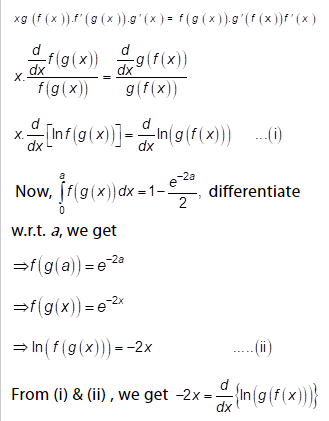 xg (f (x)).f'(g(x)).g'(x) = f(g(x)).g'(f(x))f'(x)
x. d/dx f(g(x)) / f(g(x)) = d/dx g(f(x)) / g(f(x))
x. d/dx [ln f(g(x))] = d/dx ln(g(f(x))) ...(i)
Now, ∫₀ᵃ f(g(x)) dx = 1 − e^(−2a)/2, differentiate
w.r.t. a, we get
⇒ f(g(a)) = e^(−2a)
⇒ f(g(x)) = e^(−2x)
⇒ ln(f(g(x))) = −2x .....(ii)
From (i) & (ii) , we get −2x = d/dx {ln(g(f(x)))}